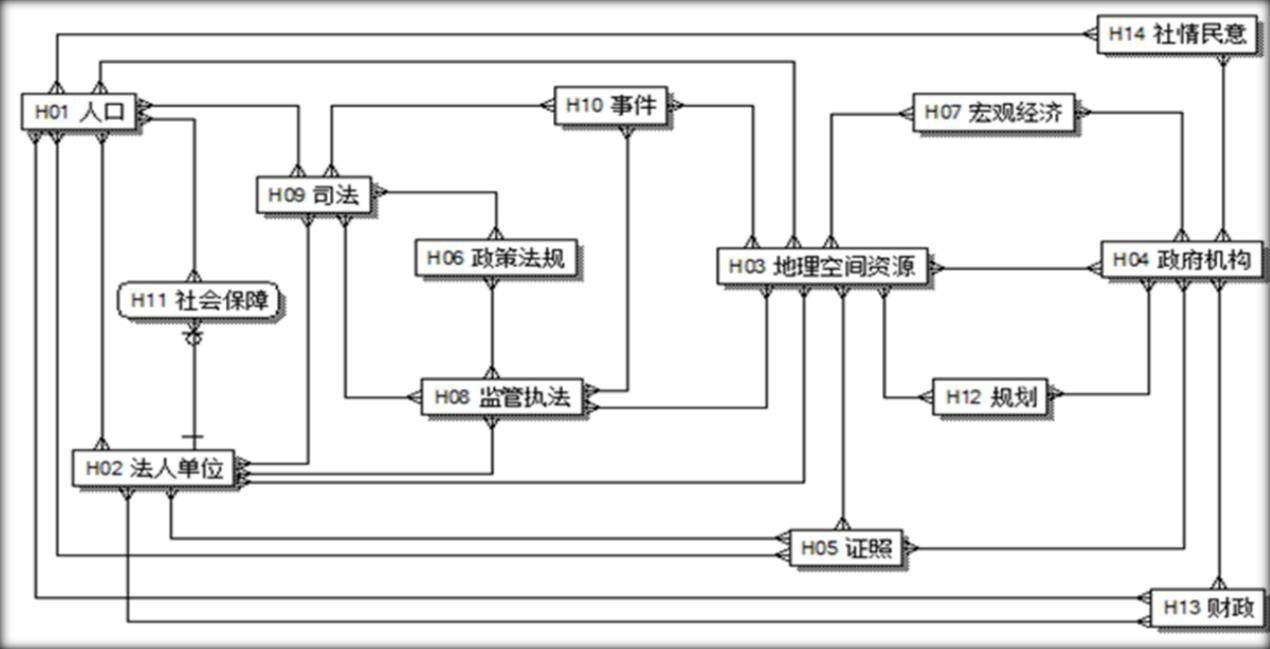 H14 社情民意
H01 人口
H10 事件
H07 宏观经济
H09 司法
H06 政策法规
H03 地理空间资源
H04 政府机构
H11 社会保障
H08 监管执法
H12 规划
H02 法人单位
H05 证照
H13 财政